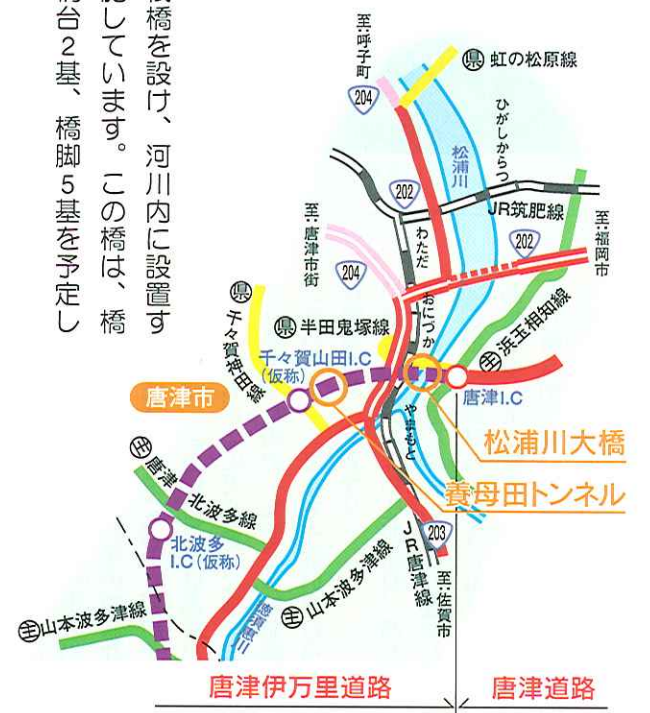 桟橋を設け、河川内に設置す
施しています。この橋は、橋
台2基、橋脚5基を予定し
至:呼子町
県 虹の松原線
204
ひがしからつ
松浦川
202
JR筑肥線
わただ
至:福岡市
至:唐津市街
202
204
おにづか
主 浜玉相知線
県 千々賀神田線
県 半田鬼塚線
千々賀山田I.C
(仮称)
唐津市
唐津I.C
やまもと
松浦川大橋
養母田トンネル
主 唐津
北波多線
203
北波多
I.C(仮称)
JR唐津線
至:佐賀市
主 山本波多津線
主 山本波多津線
唐津伊万里道路
唐津道路